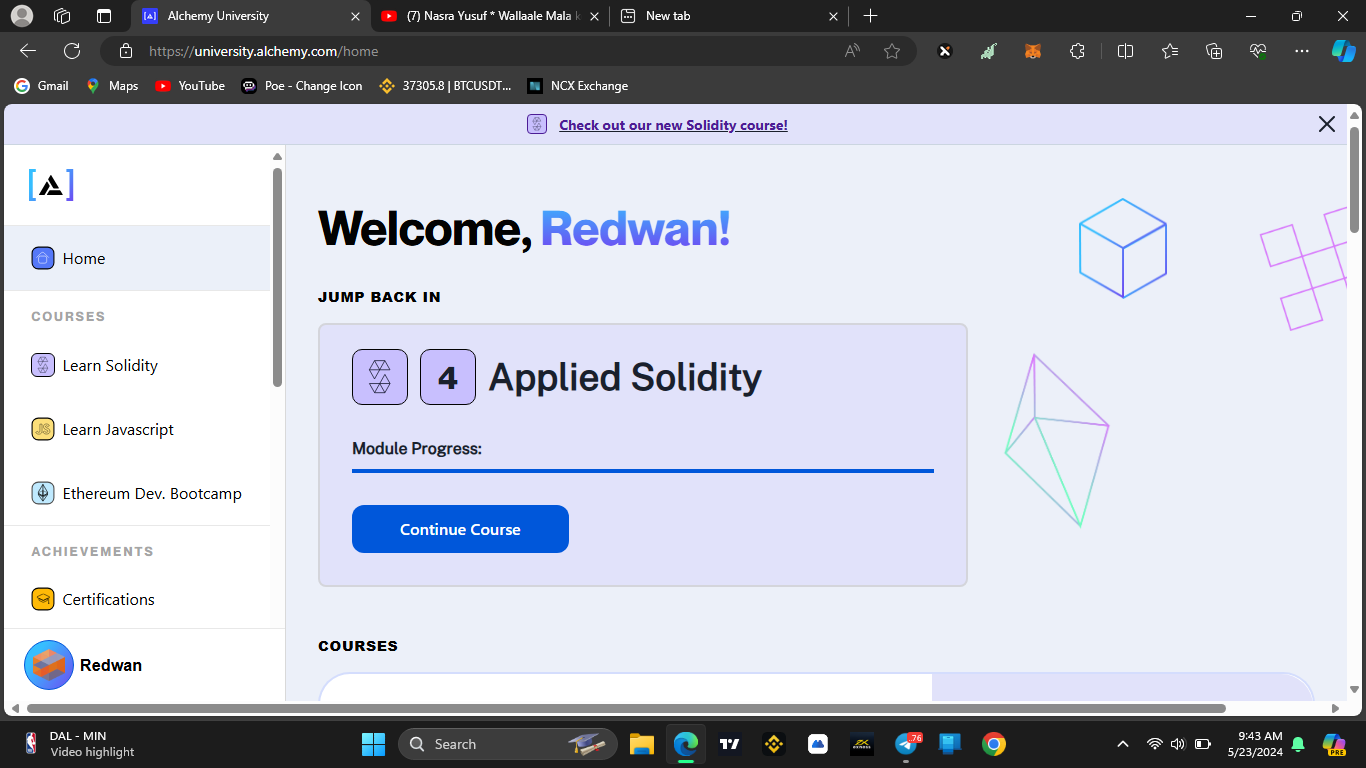 Alchemy University
(7) Nasra Yusuf * Wallaale Mala k
New tab
https://university.alchemy.com/home
Gmail
Maps
YouTube
Poe - Change Icon
37305.8 | BTCUSDT...
NCX Exchange
Check out our new Solidity course!
Home
COURSES
Learn Solidity
Learn Javascript
JS
Ethereum Dev. Bootcamp
ACHIEVEMENTS
Certifications
Redwan
Welcome, Redwan!
JUMP BACK IN
4
Applied Solidity
Module Progress:
Continue Course
COURSES
DAL - MIN
Video highlight
Search
.76
9:43 AM
5/23/2024
PRE